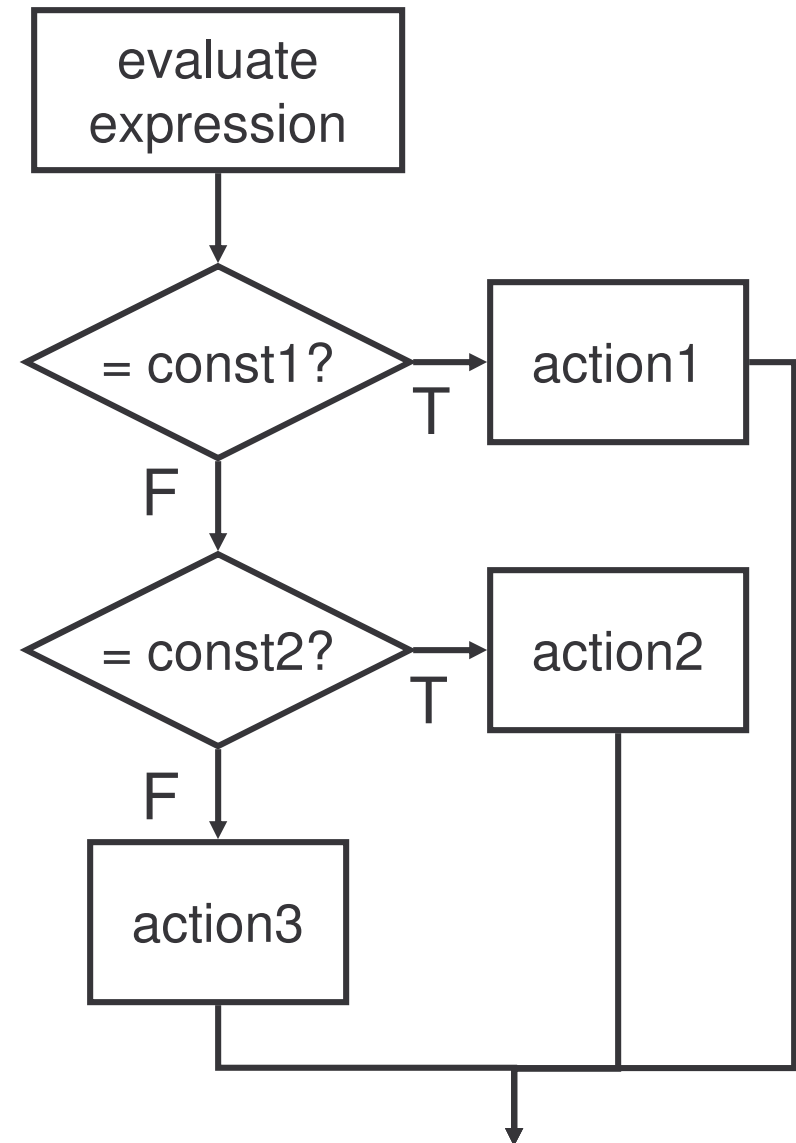 evaluate
expression
= const1?
T
action1
F
= const2?
T
action2
F
action3